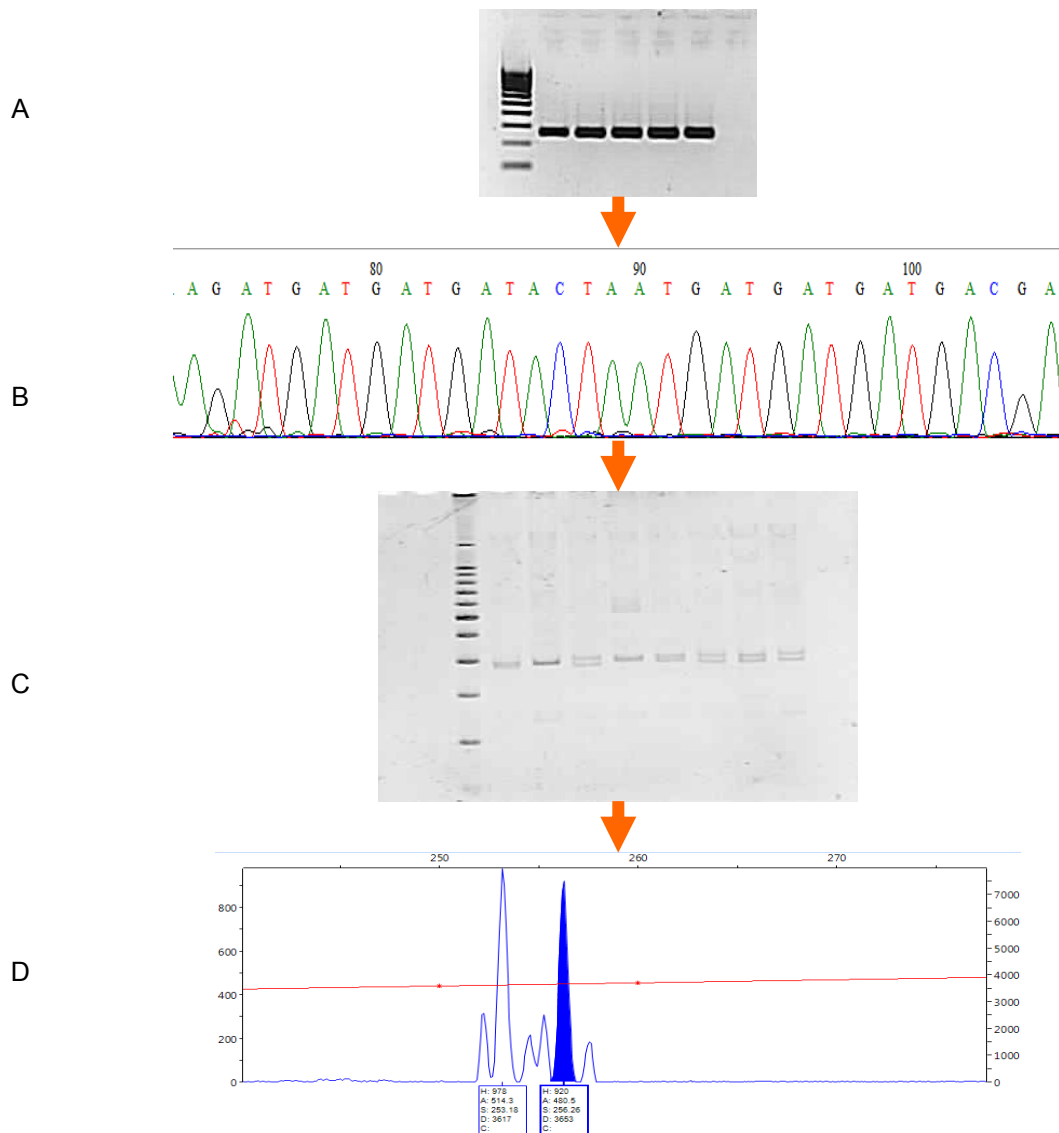 A
80 90 100
A G A T G A T G A T G A T A C T A A T G A T G A T G A T G A C G A
B
C
250 260 270
800
600
400
200
0
7000
6000
5000
4000
3000
2000
1000
0
D
H: 978
A: 514.3
S: 253.18
D: 3617
C:
H: 920
A: 480.5
S: 256.26
D: 3653
C: